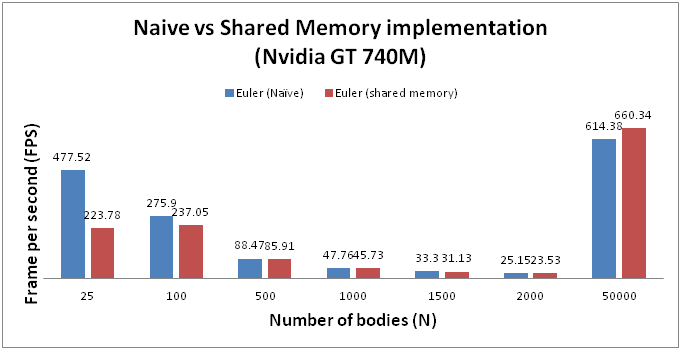 Naive vs Shared Memory implementation
(Nvidia GT 740M)
Euler (Naïve) Euler (shared memory)
Frame per second (FPS)
477.52 223.78 275.9 237.05 88.47 85.91 47.76 45.73 33.3 31.13 25.15 23.53 614.38 660.34
25 100 500 1000 1500 2000 50000
Number of bodies (N)